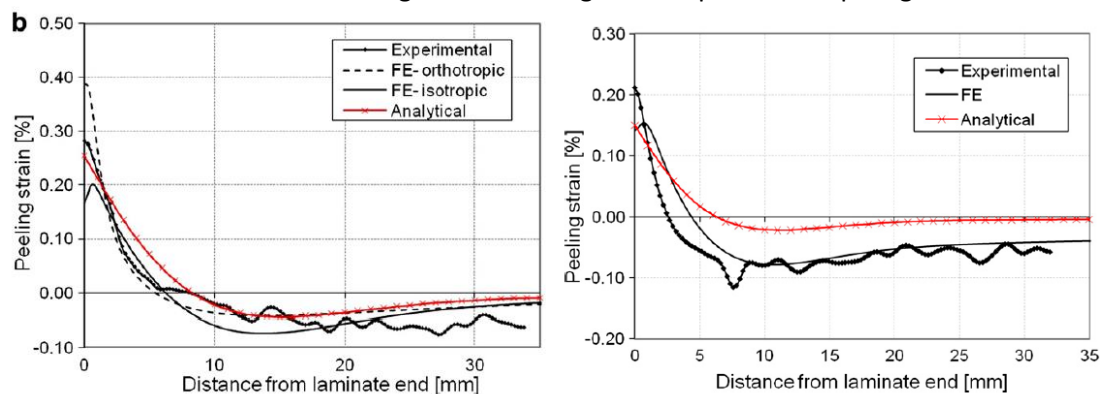 b
0.50
0.40
0.30
0.20
0.10
0.00
-0.10
Peeling strain [%]
Experimental
FE- orthotropic
FE- isotropic
Analytical
0
10
20
30
Distance from laminate end [mm]
0.20
0.10
0.00
-0.10
-0.20
Peeling strain [%]
Experimental
FE
Analytical
0
5
10
15
20
25
30
35
Distance from laminate end [mm]